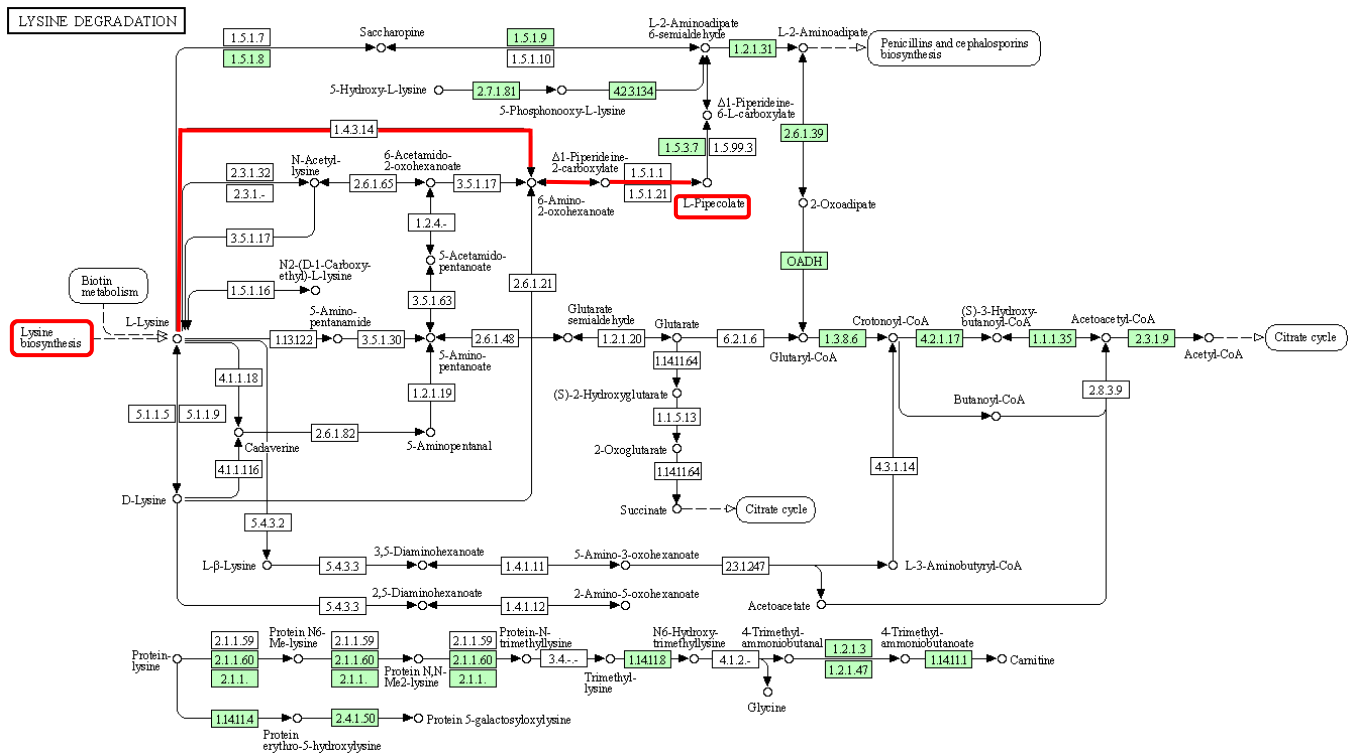 LYSINE DEGRADATION
1.5.1.7
1.5.1.8
Saccharopine
1.5.1.9
1.5.1.10
L-2-Aminoadipate
6-semialdehyde
1.2.1.31
L-2-Aminoadipate
Penicillins and cephalosporins
biosynthesis
5-Hydroxy-L-lysine
2.7.1.81
5-Phosphonooxy-L-lysine
4.2.3.134
Δ1-Piperideine-
6-L-carboxylate
2.6.1.39
1.4.3.14
1.5.3.7
1.5.99.3
N-Acetyl-
lysine
6-Acetamido-
2-oxohexanoate
Δ1-Piperideine-
2-carboxylate
2.3.1.32
2.3.1.-
2.6.1.65
3.5.1.17
1.5.1.1
1.5.1.21
6-Amino-
2-oxohexanoate
L-Pipecolate
2-Oxoadipate
1.2.4.-
3.5.1.17
5-Acetamido-
pentanoate
OADH
N2-(D-1-Carboxy-
ethyl)-L-lysine
1.5.1.16
2.6.1.21
3.5.1.63
Biotin
metabolism
Lysine
biosynthesis
L-Lysine
5-Amino-
pentanamide
1.13.12.2
3.5.1.30
5-Amino-
pentanoate
2.6.1.48
Glutarate
semialdehyde
1.2.1.20
Glutarate
6.2.1.6
Glutaryl-CoA
1.3.8.6
Crotonoyl-CoA
4.2.1.17
(S)-3-Hydroxy-
butanoyl-CoA
1.1.1.35
Acetoacetyl-CoA
2.3.1.9
Acetyl-CoA
Citrate cycle
4.1.1.18
1.2.1.19
1.14.11.64
(S)-2-Hydroxyglutarate
Butanoyl-CoA
2.8.3.9
5.1.1.5
5.1.1.9
1.1.5.13
Cadaverine
2.6.1.82
5-Aminopentanal
2-Oxoglutarate
4.1.1.116
1.14.11.64
4.3.1.14
D-Lysine
Succinate
Citrate cycle
5.4.3.2
L-β-Lysine
5.4.3.3
3,5-Diaminohexanoate
1.4.1.11
5-Amino-3-oxohexanoate
2.3.1.247
L-3-Aminobutyryl-CoA
5.4.3.3
2,5-Diaminohexanoate
1.4.1.12
2-Amino-5-oxohexanoate
Acetoacetate
Protein-
lysine
2.1.1.59
2.1.1.60
2.1.1.
Protein N6-
Me-lysine
2.1.1.59
2.1.1.60
2.1.1.
Protein N,N-
Me2-lysine
2.1.1.59
2.1.1.60
2.1.1.
Protein-N-
trimethyllysine
3.4.-.-
Trimethyl-
lysine
1.14.11.8
N6-Hydroxy-
trimethyllysine
4.1.2.-
Glycine
4-Trimethyl-
ammoniobutanal
1.2.1.3
1.2.1.47
4-Trimethyl-
ammoniobutanoate
1.14.11.1
Carnitine
1.14.11.4
Protein
erythro-5-hydroxylysine
2.4.1.50
Protein 5-galactosyloxylysine